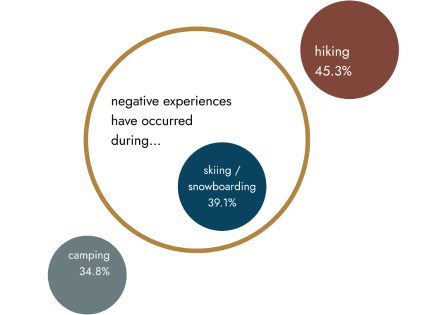 hiking
45.3%
negative experiences
have occurred
during...
skiing /
snowboarding
39.1%
camping
34.8%